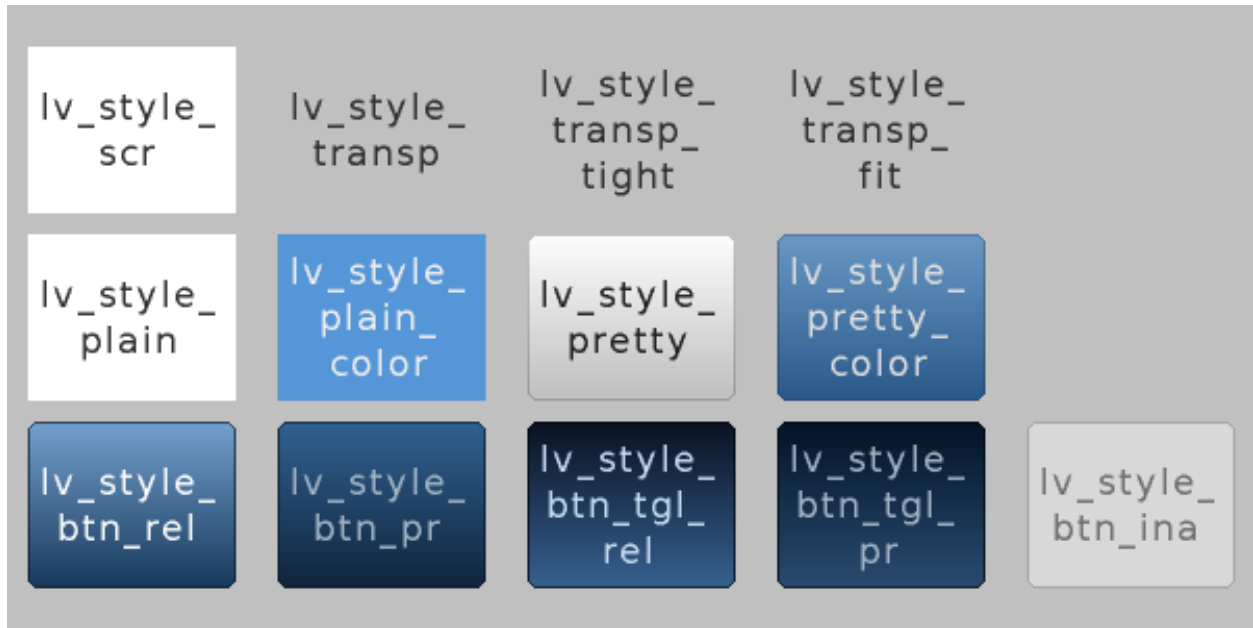 lv_style_
scr
lv_style_
transp
lv_style_
transp_
tight
lv_style_
transp_
fit
lv_style_
plain
lv_style_
plain_
color
lv_style_
pretty
lv_style_
pretty_
color
lv_style_
btn_rel
lv_style_
btn_pr
lv_style_
btn_tgl_
rel
lv_style_
btn_tgl_
pr
lv_style_
btn_ina